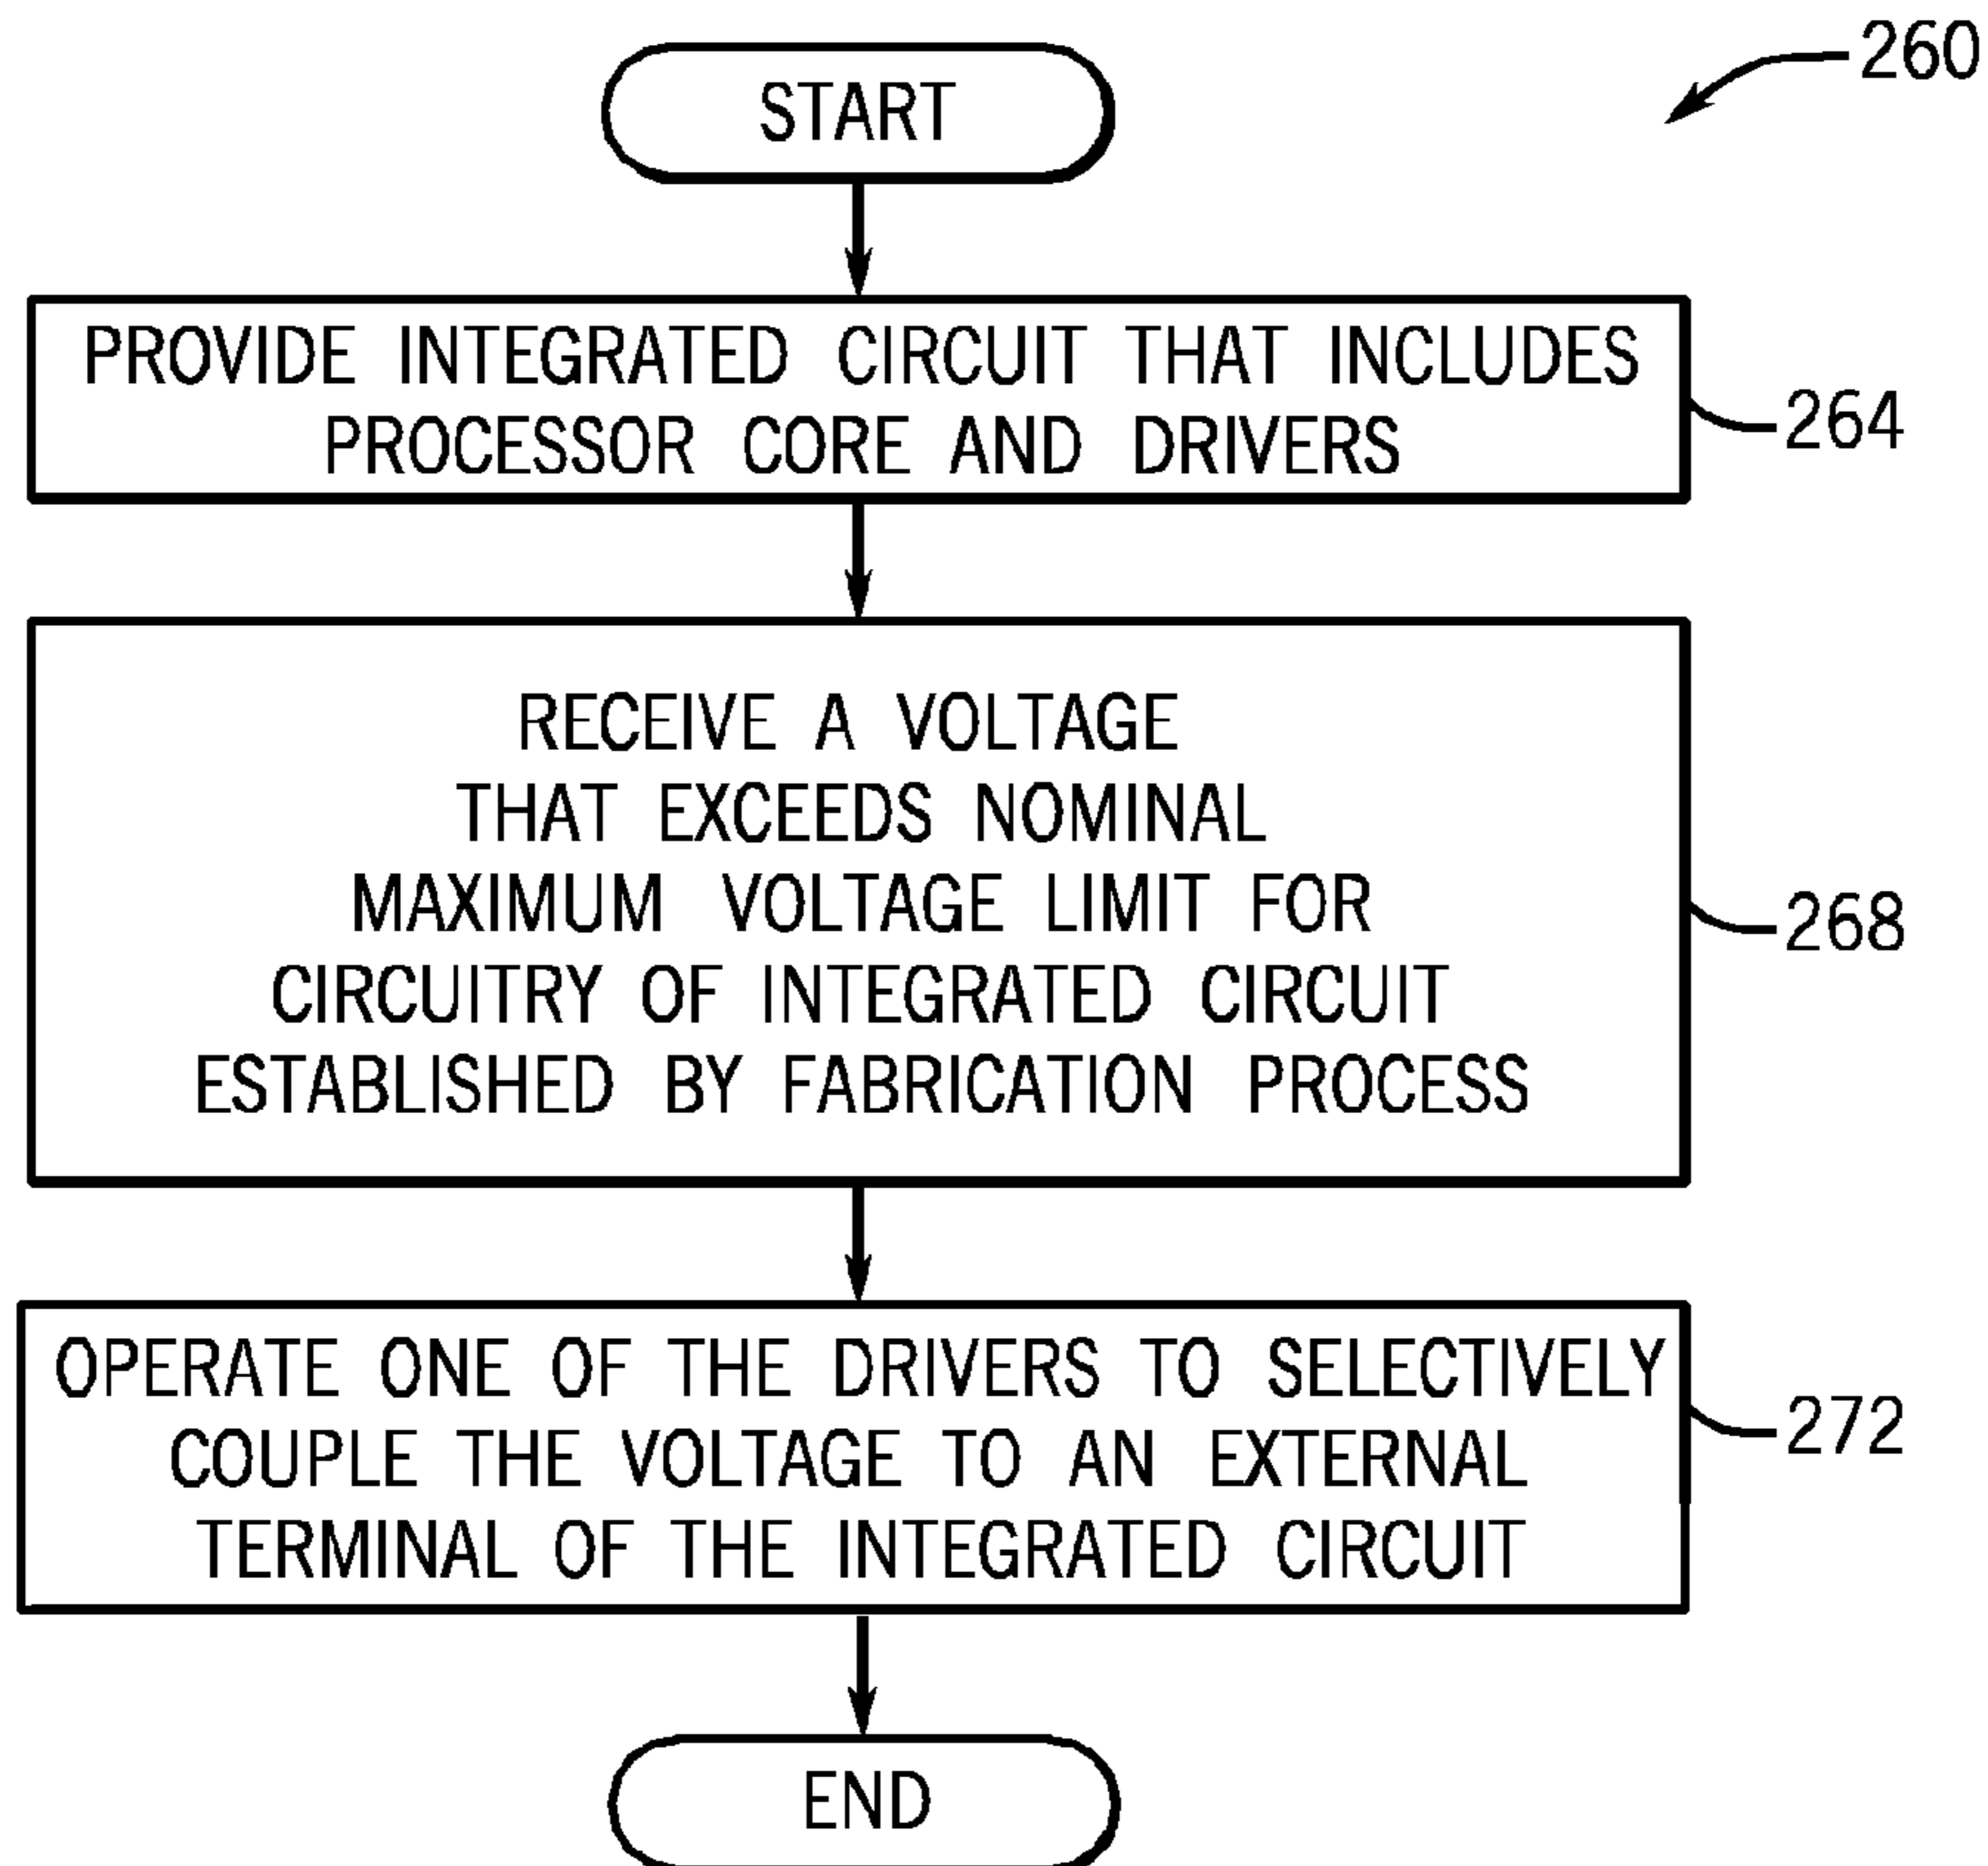 START
260
PROVIDE INTEGRATED CIRCUIT THAT INCLUDES
PROCESSOR CORE AND DRIVERS
264
RECEIVE A VOLTAGE
THAT EXCEEDS NOMINAL
MAXIMUM VOLTAGE LIMIT FOR
CIRCUITRY OF INTEGRATED CIRCUIT
ESTABLISHED BY FABRICATION PROCESS
268
OPERATE ONE OF THE DRIVERS TO SELECTIVELY
COUPLE THE VOLTAGE TO AN EXTERNAL
TERMINAL OF THE INTEGRATED CIRCUIT
272
END